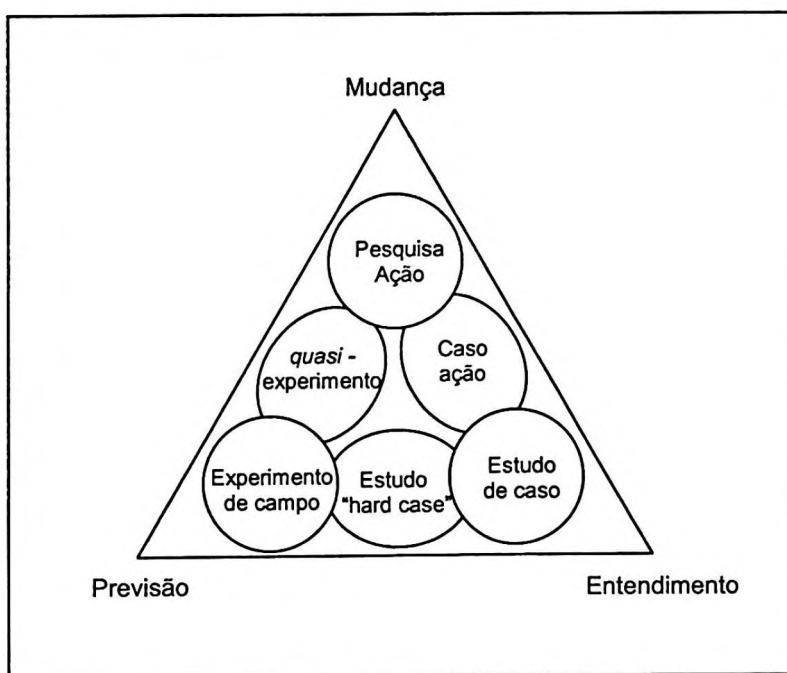 Mudança
Pesquisa
Ação
quasi -
experimento
Caso
ação
Experimento
de campo
Estudo
"hard case"
Estudo
de caso
Previsão
Entendimento